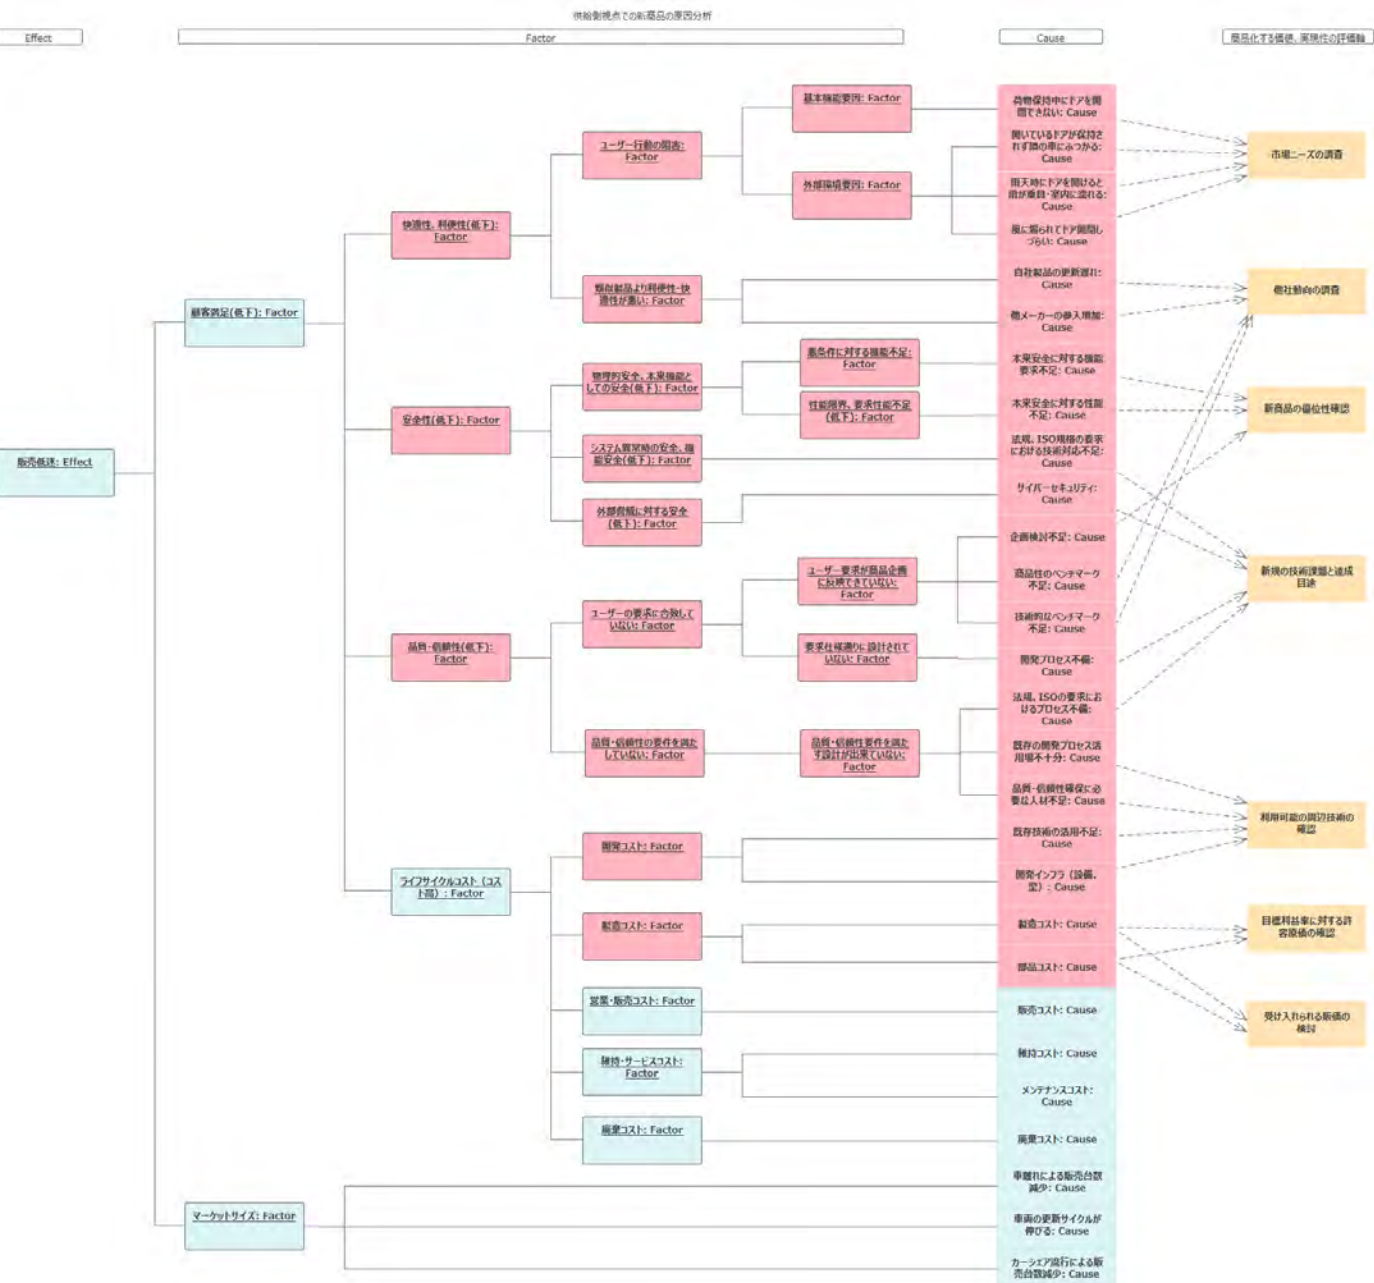 供給側視点での新商品の原因分析
Effect
Factor
Cause
商品化する価値、実現性の評価軸
販売低迷: Effect
顧客満足(低下): Factor
マーケットサイズ: Factor
快適性、利便性(低下):
Factor
安全性(低下): Factor
品質・信頼性(低下):
Factor
ライフサイクルコスト（コス
ト高）: Factor
ユーザー行動の阻害:
Factor
類似製品より利便性・快
適性が悪い: Factor
物理的安全、本来機能と
しての安全(低下): Factor
システム異常時の安全、機
能安全(低下): Factor
外部脅威に対する安全
(低下): Factor
ユーザーの要求に合致して
いない: Factor
品質・信頼性の要件を満た
していない: Factor
開発コスト: Factor
製造コスト: Factor
営業・販売コスト: Factor
維持・サービスコスト:
Factor
廃棄コスト: Factor
基本機能要因: Factor
外部環境要因: Factor
悪条件に対する機能不足:
Factor
性能限界、要求性能不足
(低下): Factor
ユーザー要求が商品企画
に反映できていない:
Factor
要求仕様通りに設計されて
いない: Factor
品質・信頼性要件を満た
す設計が出来ていない:
Factor
荷物保持中にドアを開
閉できない: Cause
開いているドアが保持さ
れず隣の車にぶつかる:
Cause
雨天時にドアを開けると
雨が乗員・室内に濡れる:
Cause
風に煽られてドア開閉し
づらい: Cause
自社製品の更新遅れ:
Cause
他メーカーの参入増加:
Cause
本来安全に対する機能
要求不足: Cause
本来安全に対する性能
不足: Cause
法規、ISO規格の要求
における技術対応不足:
Cause
サイバーセキュリティ:
Cause
企画検討不足: Cause
商品性のベンチマーク
不足: Cause
技術的なベンチマーク
不足: Cause
開発プロセス不備:
Cause
法規、ISOの要求にお
けるプロセス不備:
Cause
既存の開発プロセス活
用場不十分: Cause
品質・信頼性確保に必
要な人材不足: Cause
既存技術の活用不足:
Cause
開発インフラ（設備、
型）: Cause
製造コスト: Cause
部品コスト: Cause
販売コスト: Cause
維持コスト: Cause
メンテナンスコスト:
Cause
廃棄コスト: Cause
車離れによる販売台数
減少: Cause
車両の更新サイクルが
伸びる: Cause
カーシェア流行による販
売台数減少: Cause
市場ニーズの調査
他社動向の調査
新商品の優位性確認
新規の技術課題と達成
目途
利用可能の周辺技術の
確認
目標利益率に対する許
容原価の確認
受け入れられる販価の
検討